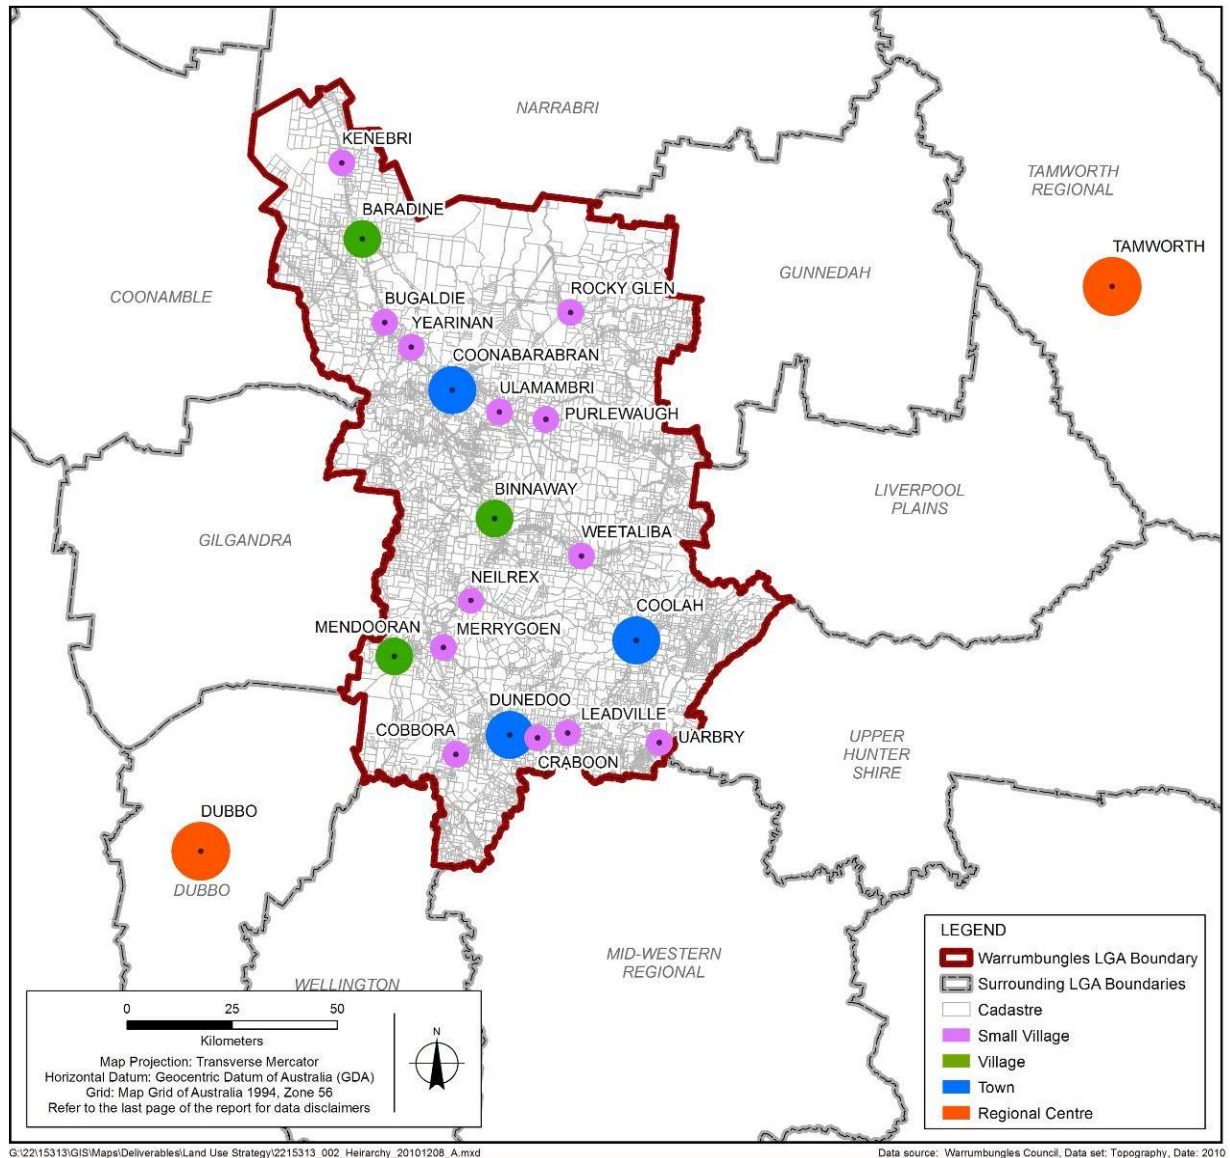 NARRABRI
KENEBRI
TAMWORTH
REGIONAL
BARADINE
TAMWORTH
GUNNEDAH
COONAMBLE
ROCKY GLEN
BUGALDIE
YEARINAN
COONABARABRAN
ULAMAMBRI
PURLEWAUGH
BINNAWAY
LIVERPOOL
PLAINS
GILGANDRA
WEETALIBA
NEILREX
COOLAH
MENDOORAN
MERRYGOEN
DUNEDOO
LEADVILLE
COBBORA
UARBRY
CRABOON
UPPER
HUNTER
SHIRE
DUBBO
DUBBO
MID-WESTERN
REGIONAL
WELLINGTON
LEGEND
Warrumbungles LGA Boundary
Surrounding LGA Boundaries
Cadastre
Small Village
Village
Town
Regional Centre
0 25 50
Kilometers
Map Projection: Transverse Mercator
Horizontal Datum: Geocentric Datum of Australia (GDA)
Grid: Map Grid of Australia 1994, Zone 56
Refer to the last page of the report for data disclaimers
N
G:\22\15313\GIS\Maps\Deliverables\Land Use Strategy\2215313_002_Heirarchy_20101208_A.mxd
Data source: Warrumbungles Council, Data set: Topography, Date: 2010